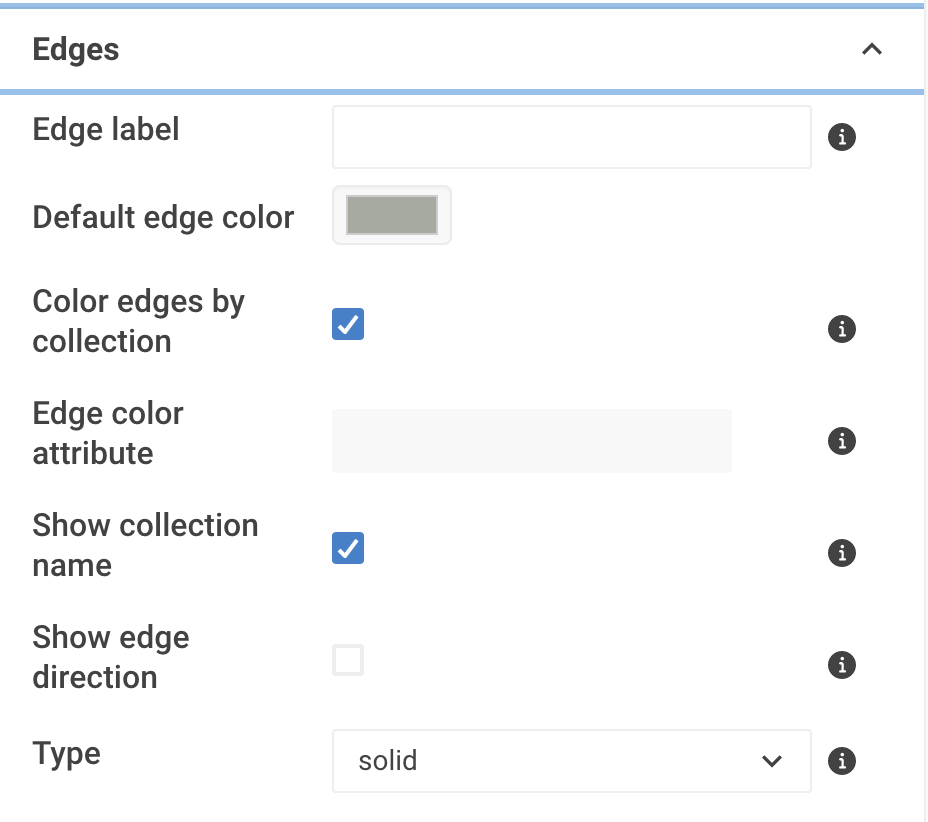 Edges
Edge label
Default edge color
Color edges by
collection
Edge color
attribute
Show collection
name
Show edge
direction
Type
solid